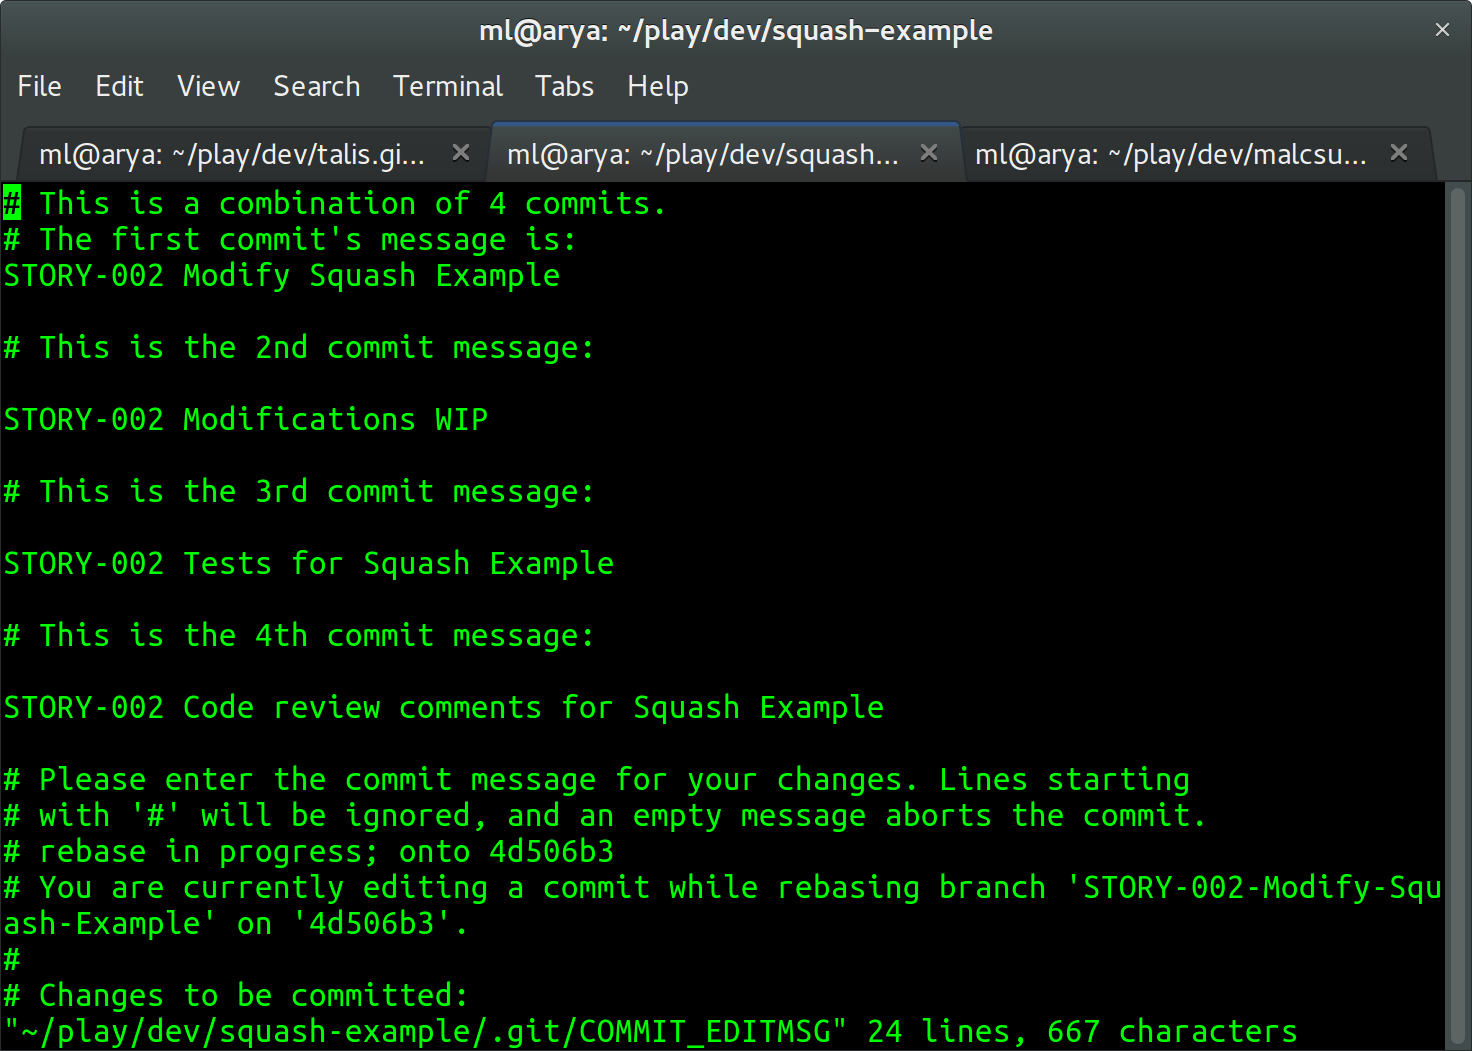 ml@arya: ~/play/dev/squash-example
File Edit View Search Terminal Tabs Help
ml@arya: ~/play/dev/talis.gi... ml@arya: ~/play/dev/squash... ml@arya: ~/play/dev/malcsu...
# This is a combination of 4 commits.
# The first commit's message is:
STORY-002 Modify Squash Example
# This is the 2nd commit message:
STORY-002 Modifications WIP
# This is the 3rd commit message:
STORY-002 Tests for Squash Example
# This is the 4th commit message:
STORY-002 Code review comments for Squash Example
# Please enter the commit message for your changes. Lines starting
# with '#' will be ignored, and an empty message aborts the commit.
# rebase in progress; onto 4d506b3
# You are currently editing a commit while rebasing branch 'STORY-002-Modify-Squ
ash-Example' on '4d506b3'.
#
# Changes to be committed:
"~/play/dev/squash-example/.git/COMMIT_EDITMSG" 24 lines, 667 characters